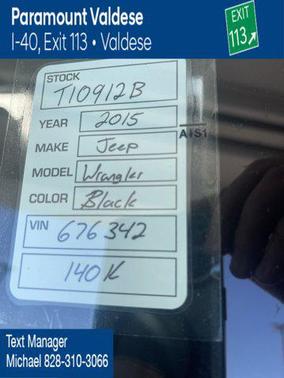 Paramount Valdese
I-40, Exit 113 • Valdese
EXIT
113
STOCK
T10912B
YEAR 2015
AIS1
MAKE Jeep
MODEL Wrangler
COLOR Black
VIN 676342
140K
Text Manager
Michael 828-310-3066